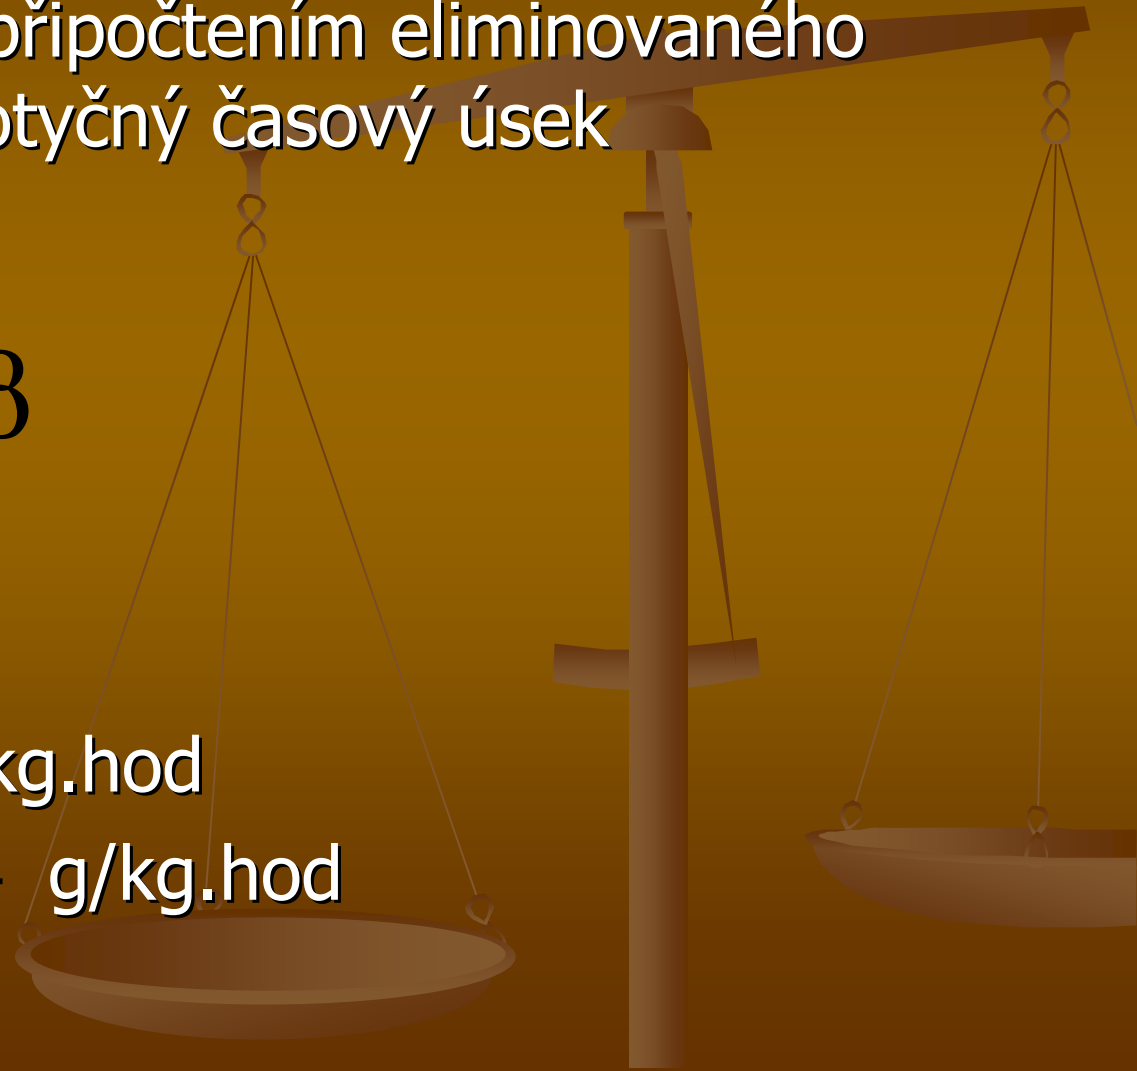 připočtením eliminovaného
otyčný časový úsek
β
kg.hod
- g/kg.hod